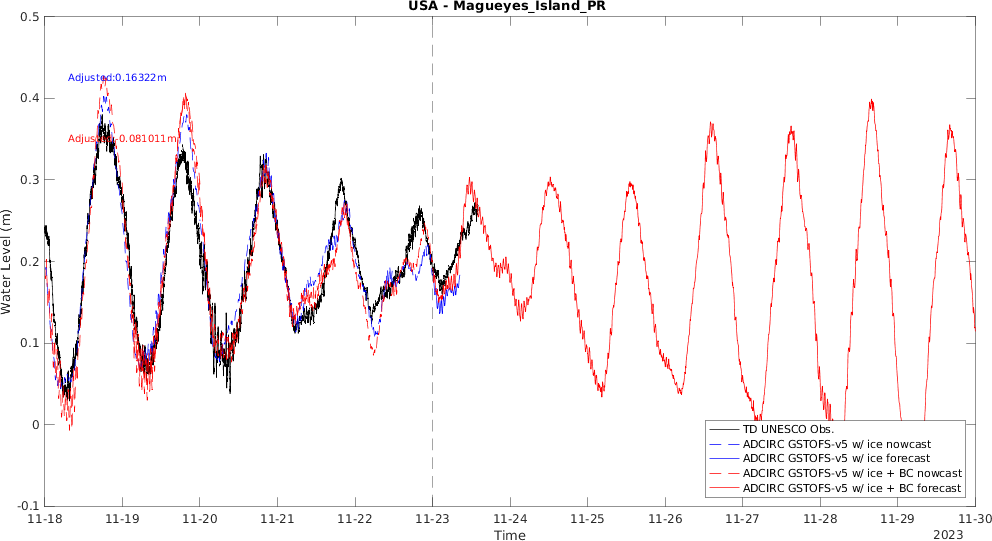 USA - Magueyes_Island_PR
Water Level (m)
0.5
0.4
0.3
0.2
0.1
0
-0.1
Adjusted:0.16322m
Adjusted:-0.081011m
TD UNESCO Obs.
ADCIRC GSTOFS-v5 w/ ice nowcast
ADCIRC GSTOFS-v5 w/ ice forecast
ADCIRC GSTOFS-v5 w/ ice + BC nowcast
ADCIRC GSTOFS-v5 w/ ice + BC forecast
11-18 11-19 11-20 11-21 11-22 11-23 11-24 11-25 11-26 11-27 11-28 11-29 11-30
Time
2023